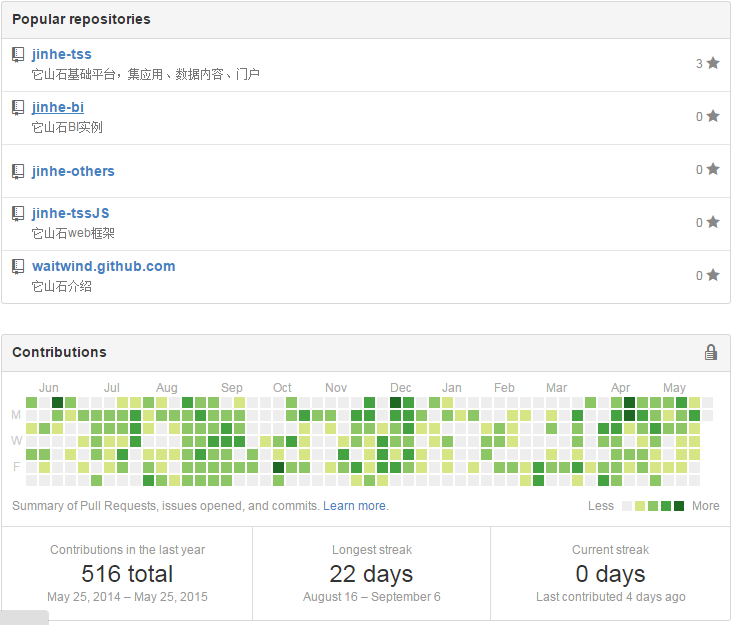 Popular repositories
jinhe-tss
3
它山石基础平台，集应用、数据内容、门户
jinhe-bi
0
它山石BI实例
jinhe-others
0
jinhe-tssJS
0
它山石web框架
waitwind.github.com
0
它山石介绍
Contributions
Jun Jul Aug Sep Oct Nov Dec Jan Feb Mar Apr May
M
W
F
Summary of Pull Requests, issues opened, and commits. Learn more.
Less More
Contributions in the last year
516 total
May 25, 2014 – May 25, 2015
Longest streak
22 days
August 16 – September 6
Current streak
0 days
Last contributed 4 days ago